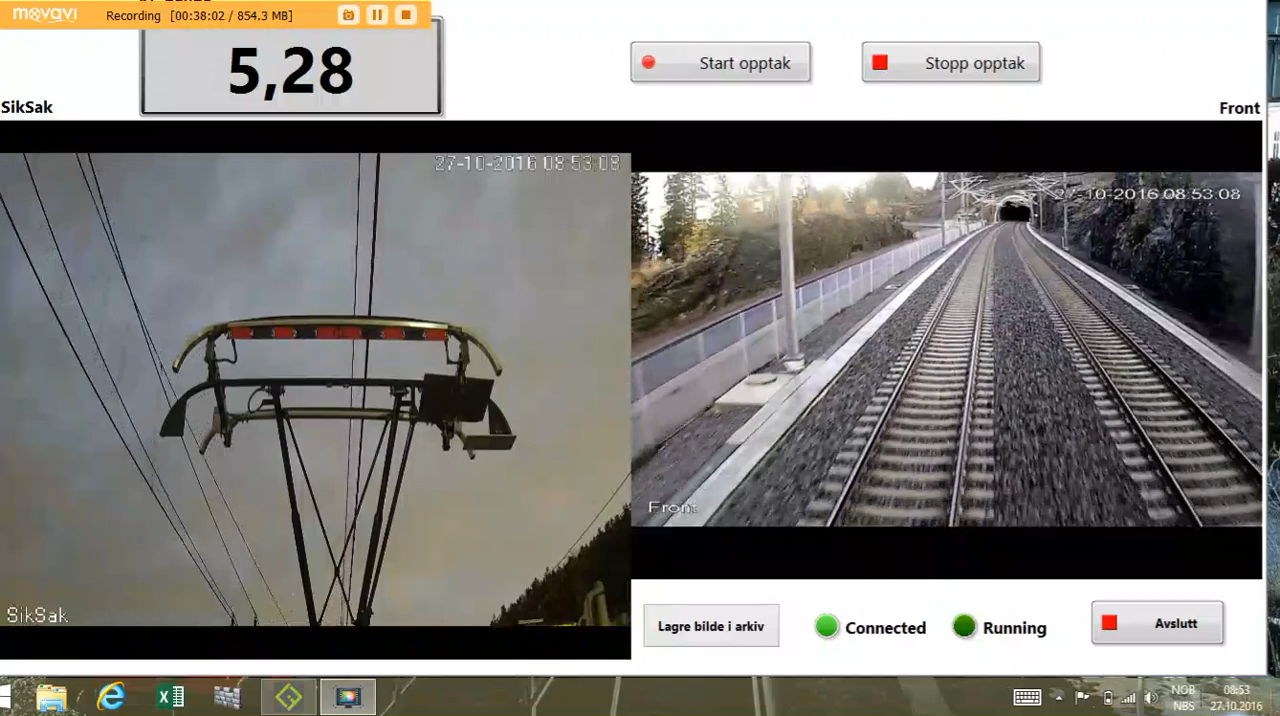 movavi
Recording [00:38:02 / 854.3 MB]
5,28
Start opptak
Stopp opptak
SikSak
Front
27-10-2016 08:53:08
27-10-2016 08:53:08
Front
SikSak
Lagre bilde i arkiv
Connected
Running
Avslutt
NOB
NBS
08:53
27.10.2016